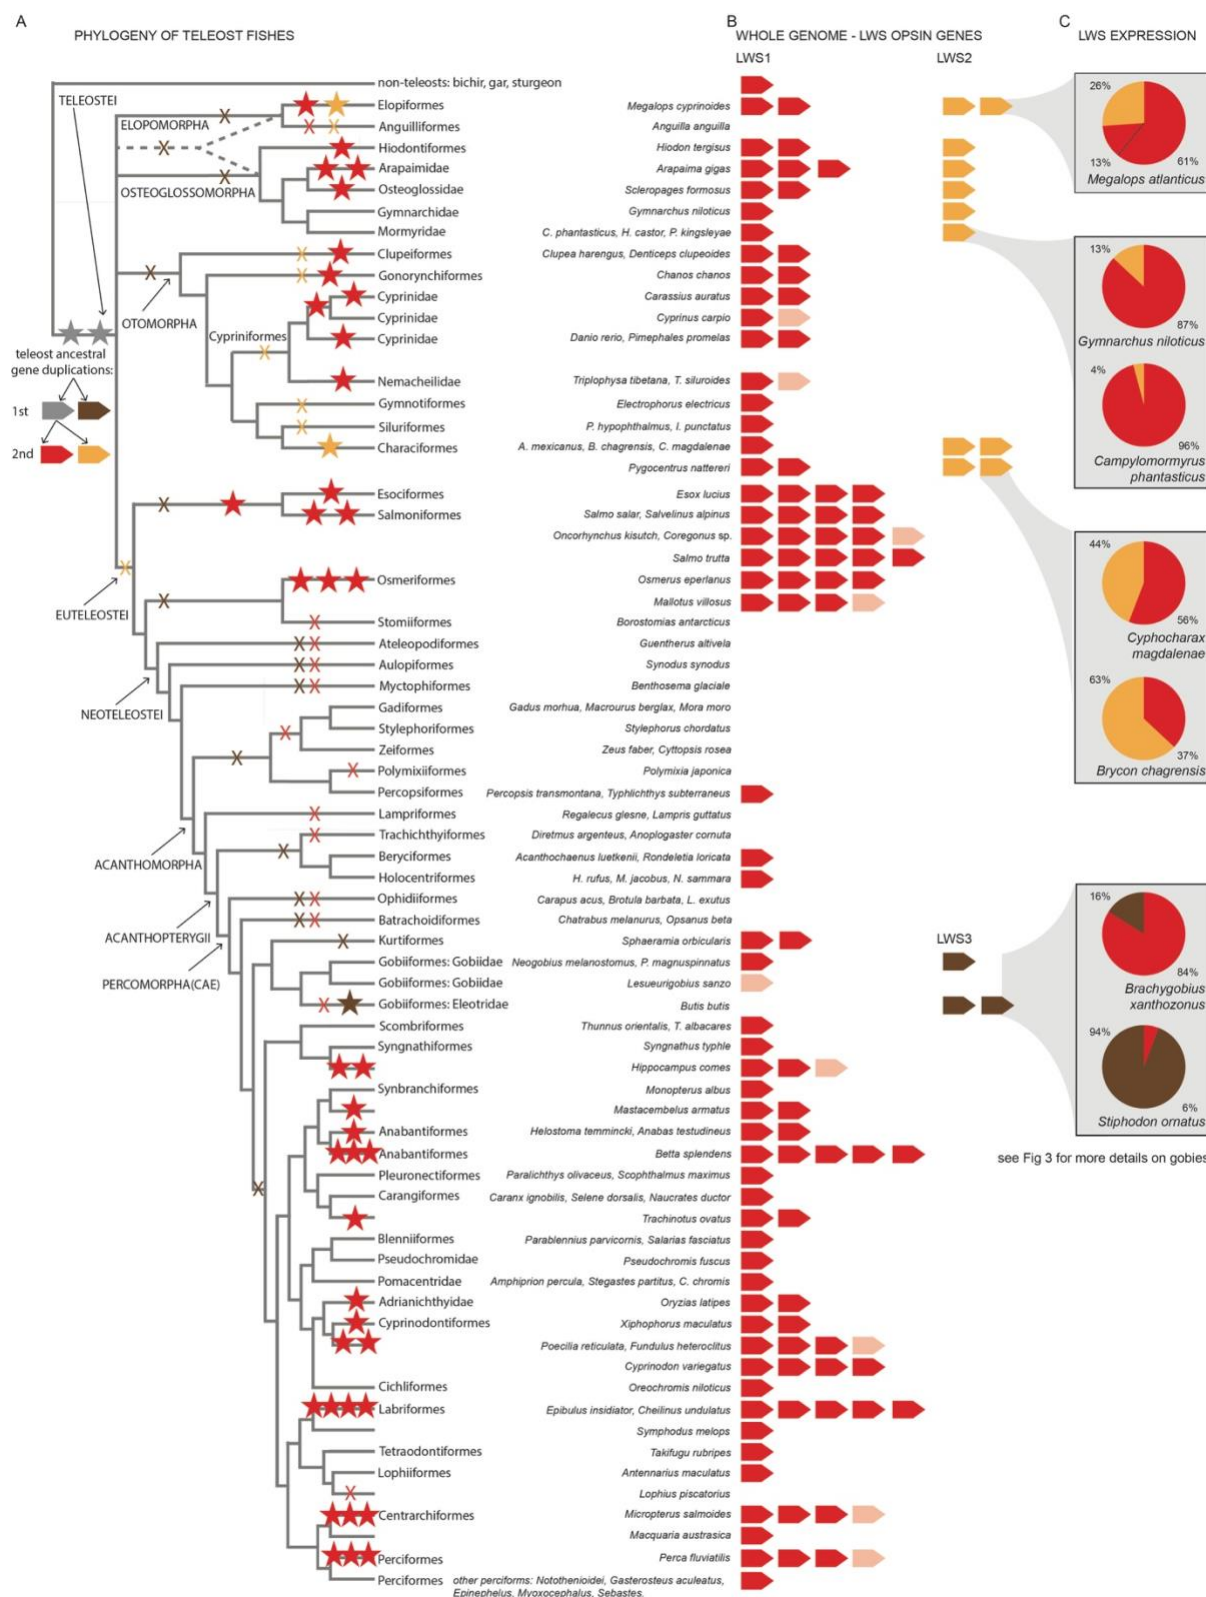 A
PHYLOGENY OF TELEOST FISHES
B
WHOLE GENOME - LWS OPSIN GENES
C
LWS EXPRESSION
LWS1
LWS2
TELEOSTEI
non-teleosts: bichir, gar, sturgeon
ELOPOMORPHA
Elopiformes
Megalops cyprinoides
Anguilliformes
Anguilla anguilla
Hiodontiformes
Hiodon tergisus
Arapaimidae
Arapaima gigas
OSTEOGLOSSOMORPHA
Osteoglossidae
Scleropages formosus
Gymnarchidae
Gymnarchus niloticus
Mormyridae
C. phantasticus, H. castor, P. kingsleyae
Clupeiformes
Clupea harengus, Denticeps clupeoides
Gonorynchiformes
Chanos chanos
Cyprinidae
Carassius auratus
OTOMORPHA
Cyprinidae
Cyprinus carpio
Cypriniformes
Cyprinidae
Danio rerio, Pimephales promelas
teleost ancestral
gene duplications:
Nemacheilidae
Triplophysa tibetana, T. siluroides
1st
Gymnotiformes
Electrophorus electricus
Siluriformes
P. hypophthalmus, I. punctatus
2nd
Characiformes
A. mexicanus, B. chagrensis, C. magdalenae
Pygocentrus nattereri
Esociformes
Esox lucius
Salmoniformes
Salmo salar, Salvelinus alpinus
Oncorhynchus kisutch, Coregonus sp.
Salmo trutta
Osmeriformes
Osmerus eperlanus
Mallotus villosus
EUTELEOSTEI
Stomiiformes
Borostomias antarcticus
Ateleopodiformes
Guentherus altivela
Aulopiformes
Synodus synodus
Myctophiformes
Benthosema glaciale
NEOTELEOSTEI
Gadiformes
Gadus morhua, Macrourus berglax, Mora moro
Stylephoriformes
Stylephorus chordatus
Zeiformes
Zeus faber, Cyttopsis rosea
Polymixiiformes
Polymixia japonica
Percopsiformes
Percopsis transmontana, Typhlichthys subterraneus
Lampriformes
Regalecus glesne, Lampris guttatus
Trachichthyiformes
Diretmus argenteus, Anoplogaster cornuta
ACANTHOMORPHA
Beryciformes
Acanthochaenus luetkenii, Rondeletia loricata
Holocentriformes
H. rufus, M. jacobus, N. sammara
Ophidiiformes
Carapus acus, Brotula barbata, L. exutus
ACANTHOPTERYGII
Batrachoidiformes
Chatrabus melanurus, Opsanus beta
Kurtiformes
Sphaeramia orbicularis
LWS3
PERCOMORPHA(CAE)
Gobiiformes: Gobiidae
Neogobius melanostomus, P. magnuspinnatus
Gobiiformes: Gobiidae
Lesueurigobius sanzo
Gobiiformes: Eleotridae
Butis butis
Scombriformes
Thunnus orientalis, T. albacares
Syngnathiformes
Syngnathus typhle
Hippocampus comes
Synbranchiformes
Monopterus albus
Mastacembelus armatus
Anabantiformes
Helostoma temmincki, Anabas testudineus
Anabantiformes
Betta splendens
Pleuronectiformes
Paralichthys olivaceus, Scophthalmus maximus
Carangiformes
Caranx ignobilis, Selene dorsalis, Naucrates ductor
Trachinotus ovatus
Blenniiformes
Parablennius parvicornis, Salarias fasciatus
Pseudochromidae
Pseudochromis fuscus
Pomacentridae
Amphiprion percula, Stegastes partitus, C. chromis
Adrianichthyidae
Oryzias latipes
Cyprinodontiformes
Xiphophorus maculatus
Poecilia reticulata, Fundulus heteroclitus
Cyprinodon variegatus
Cichliformes
Oreochromis niloticus
Labriformes
Epibulus insidiator, Cheilinus undulatus
Symphodus melops
Tetraodontiformes
Takifugu rubripes
Lophiiformes
Antennarius maculatus
Lophius piscatorius
Centrarchiformes
Micropterus salmoides
Macquaria austrasica
Perciformes
Perca fluviatilis
Perciformes
other perciforms: Notothenioidei, Gasterosteus aculeatus,
Epinephelus, Myoxocephalus, Sebastes.
26%
13%
61%
Megalops atlanticus
13%
87%
Gymnarchus niloticus
4%
96%
Campylomormyrus
phantasticus
44%
56%
Cyphocharax
magdalenae
63%
37%
Brycon chagrensis
16%
84%
Brachygobius
xanthozonus
94%
6%
Stiphodon ornatus
see Fig 3 for more details on gobies